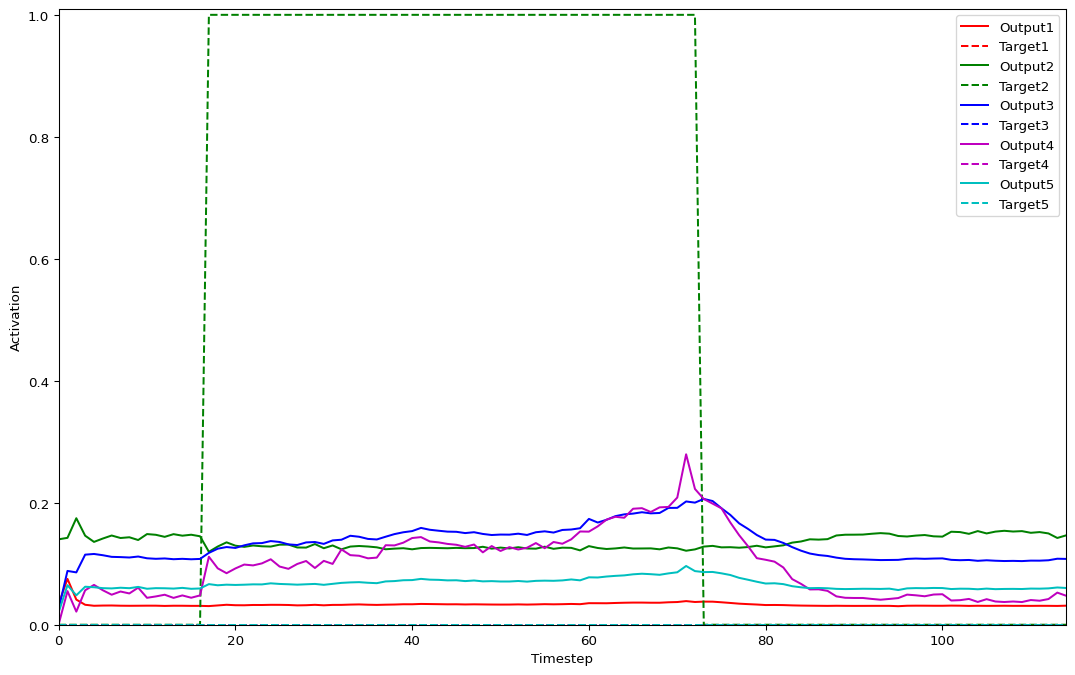 1.0
0.8
0.6
0.4
0.2
0.0
Activation
0
20
40
60
80
100
Timestep
Output1
Target1
Output2
Target2
Output3
Target3
Output4
Target4
Output5
Target5